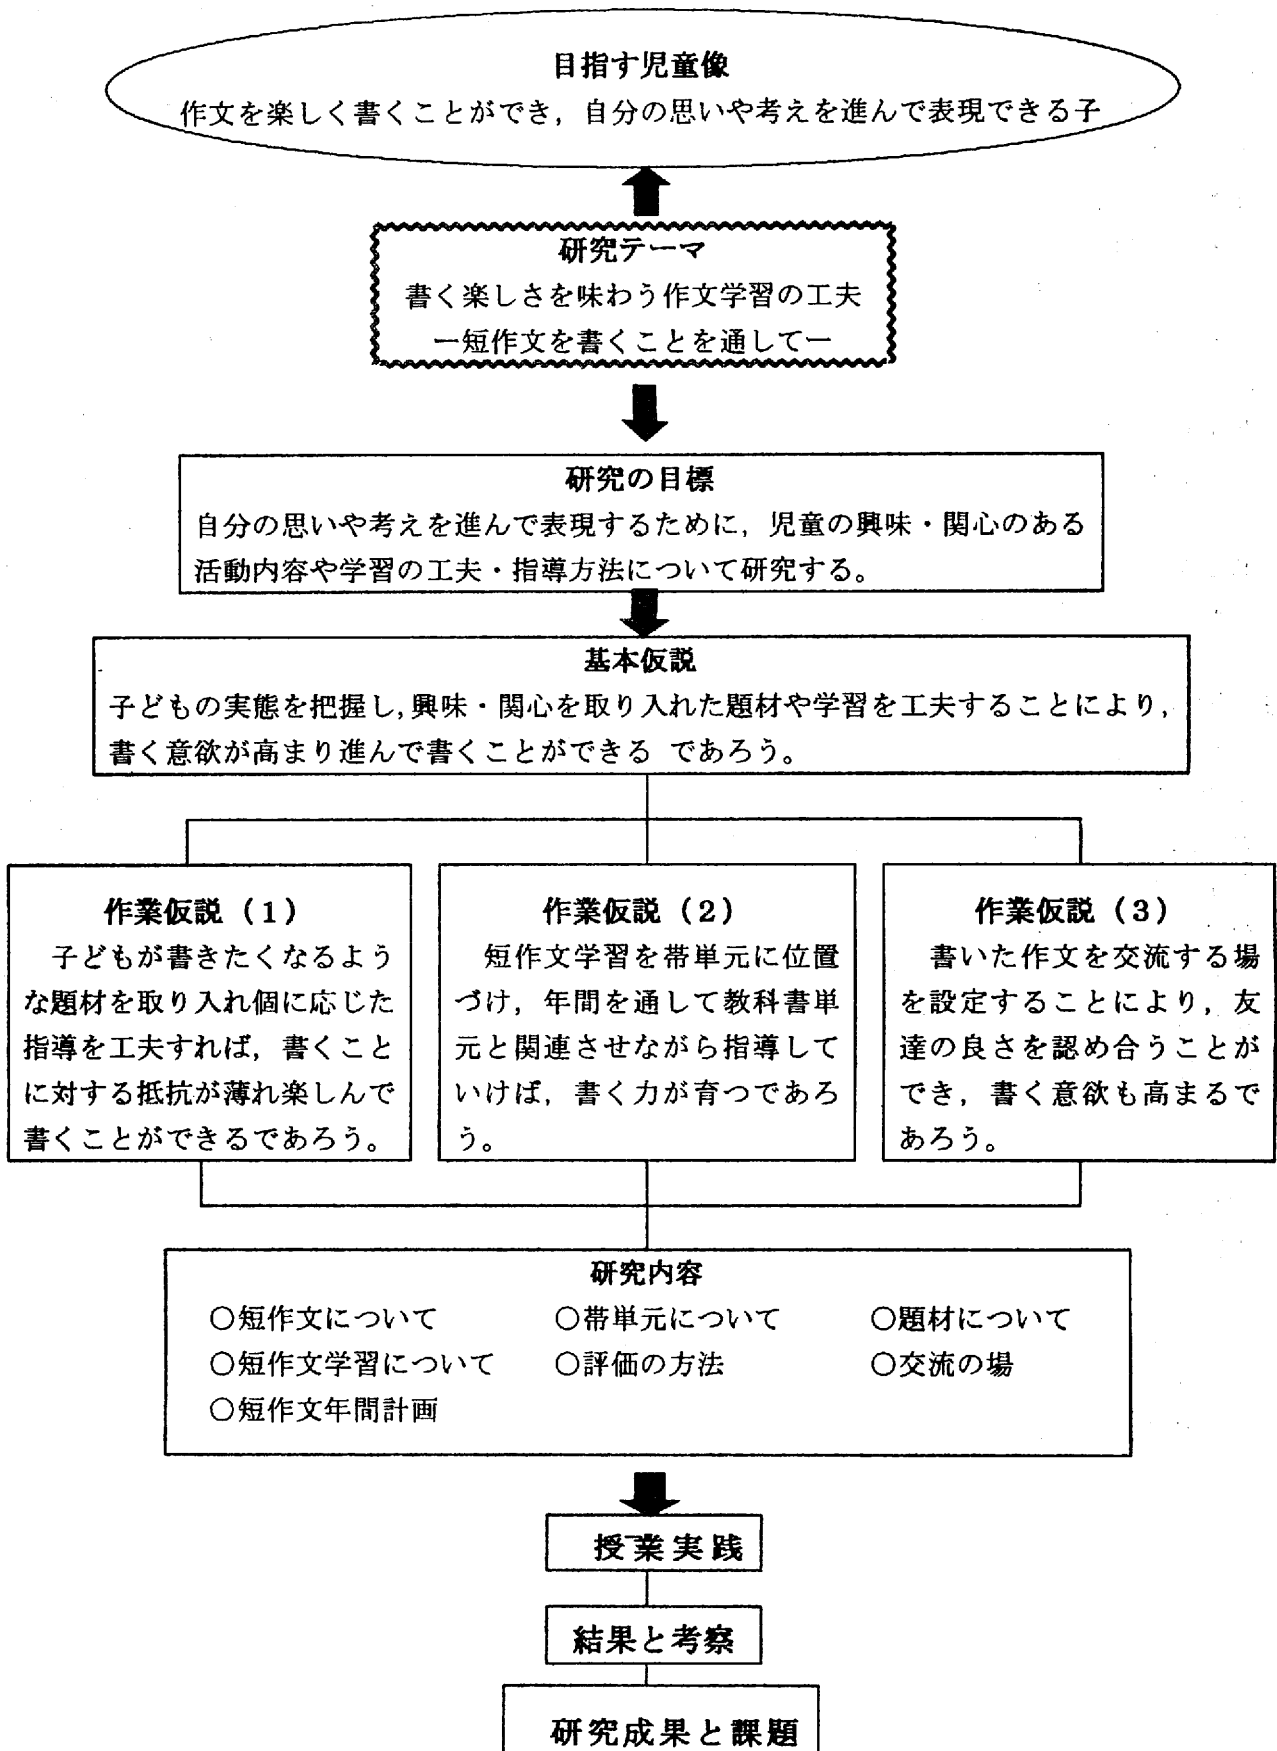 目指す児童像
作文を楽しく書くことができ，自分の思いや考えを進んで表現できる子
研究テーマ
書く楽しさを味わう作文学習の工夫
ー短作文を書くことを通してー
研究の目標
自分の思いや考えを進んで表現するために，児童の興味・関心のある
活動内容や学習の工夫・指導方法について研究する。
基本仮説
子どもの実態を把握し，興味・関心を取り入れた題材や学習を工夫することにより，
書く意欲が高まり進んで書くことができる であろう。
作業仮説（1）
子どもが書きたくなるよう
な題材を取り入れ個に応じた
指導を工夫すれば，書くこと
に対する抵抗が薄れ楽しんで
書くことができるであろう。
作業仮説（2）
短作文学習を帯単元に位置
づけ，年間を通して教科書単
元と関連させながら指導して
いけば，書く力が育つであろ
う。
作業仮説（3）
書いた作文を交流する場
を設定することにより，友
達の良さを認め合うことが
でき，書く意欲も高まるで
あろう。
研究内容
○短作文について ○帯単元について ○題材について
○短作文学習について ○評価の方法 ○交流の場
○短作文年間計画
授業実践
結果と考察
研究成果と課題